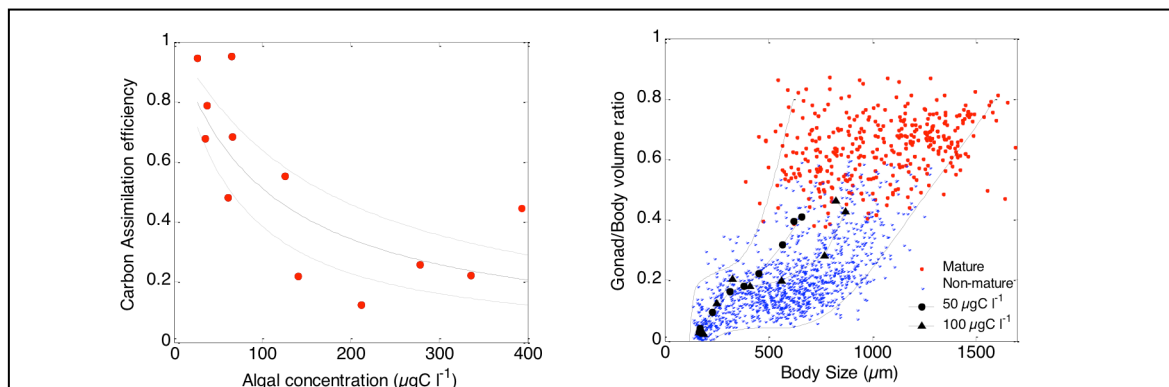 1
0.8
0.6
0.4
0.2
0
0
100
200
300
400
Carbon Assimilation efficiency
Algal concentration (µgC l⁻¹)
1
0.8
0.6
0.4
0.2
0
500
1000
1500
Gonad/Body volume ratio
Body Size (µm)
Mature
Non-mature
50 µgC l⁻¹
100 µgC l⁻¹